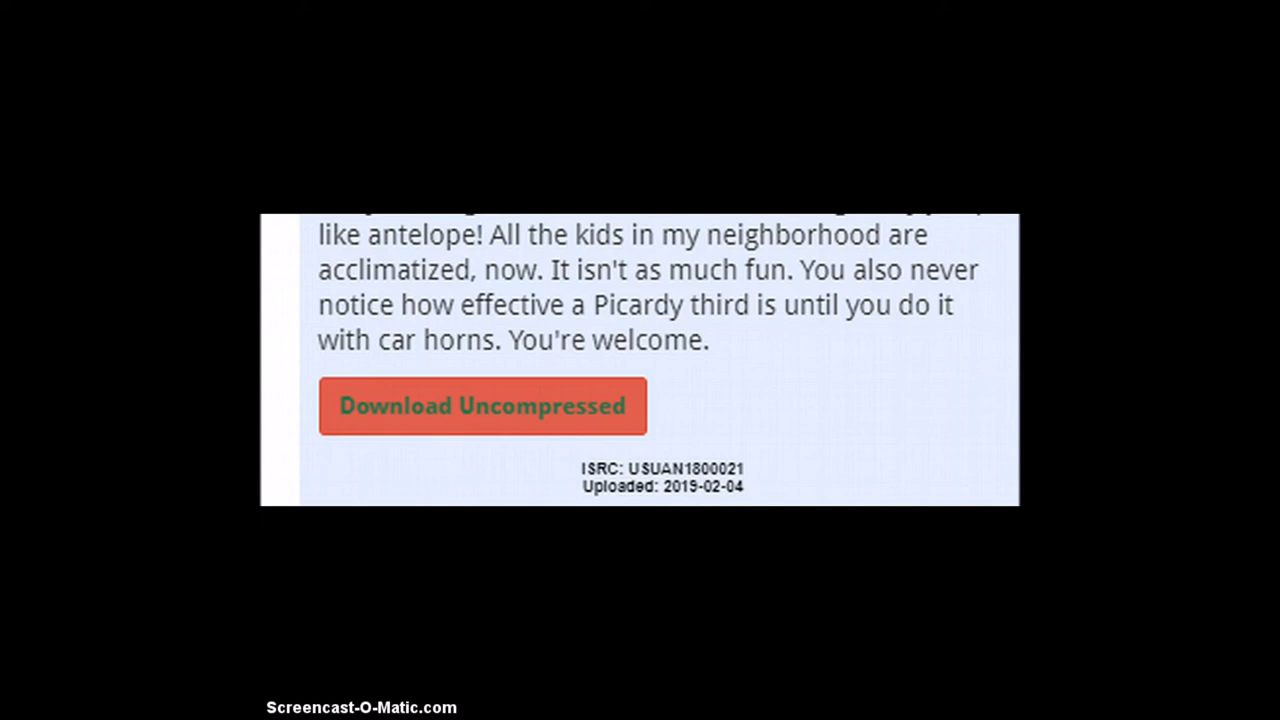 like antelope! All the kids in my neighborhood are
acclimatized, now. It isn't as much fun. You also never
notice how effective a Picardy third is until you do it
with car horns. You're welcome.
Download Uncompressed
ISRC: USUAN1800021
Uploaded: 2019-02-04
Screencast-O-Matic.com